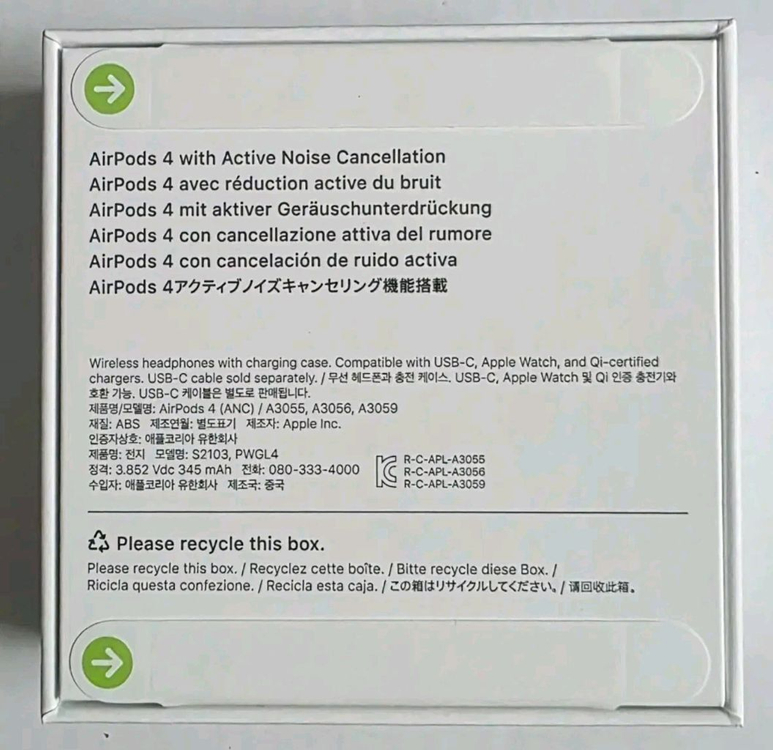 AirPods 4 with Active Noise Cancellation
AirPods 4 avec réduction active du bruit
AirPods 4 mit aktiver Geräuschunterdrückung
AirPods 4 con cancellazione attiva del rumore
AirPods 4 con cancelación de ruido activa
AirPods 4アクティブノイズキャンセリング機能搭載
Wireless headphones with charging case. Compatible with USB-C, Apple Watch, and Qi-certified
chargers. USB-C cable sold separately. / 무선 헤드폰과 충전 케이스. USB-C, Apple Watch 및 Qi 인증 충전기와
호환 가능. USB-C 케이블은 별도로 판매됩니다.
제품명/모델명: AirPods 4 (ANC) / A3055, A3056, A3059
재질: ABS 제조연월: 별도표기 제조자: Apple Inc.
인증자상호: 애플코리아 유한회사
제품명: 전지 모델명: S2103, PWGL4
정격: 3.852 Vdc 345 mAh 전화: 080-333-4000
수입자: 애플코리아 유한회사 제조국: 중국
R-C-APL-A3055
R-C-APL-A3056
R-C-APL-A3059
Please recycle this box.
Please recycle this box. / Recyclez cette boîte. / Bitte recycle diese Box. /
Ricicla questa confezione. / Recicla esta caja. / この箱はリサイクルしてください。/ 请回收此箱。